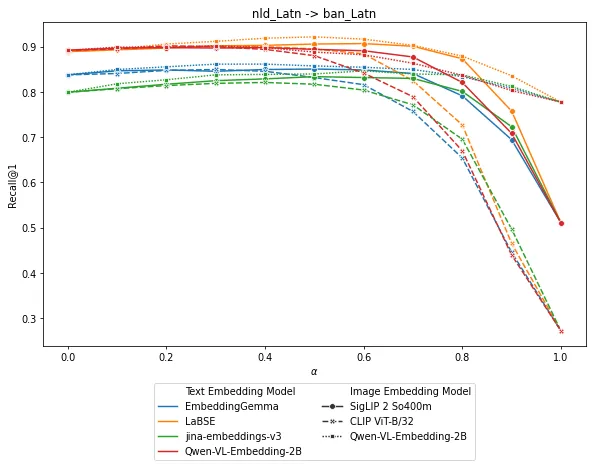 nld_Latn -> ban_Latn
Recall@1
0.9
0.8
0.7
0.6
0.5
0.4
0.3
0.0 0.2 0.4 0.6 0.8 1.0
α
Text Embedding Model
EmbeddingGemma
LaBSE
jina-embeddings-v3
Qwen-VL-Embedding-2B
Image Embedding Model
SigLIP 2 So400m
CLIP ViT-B/32
Qwen-VL-Embedding-2B